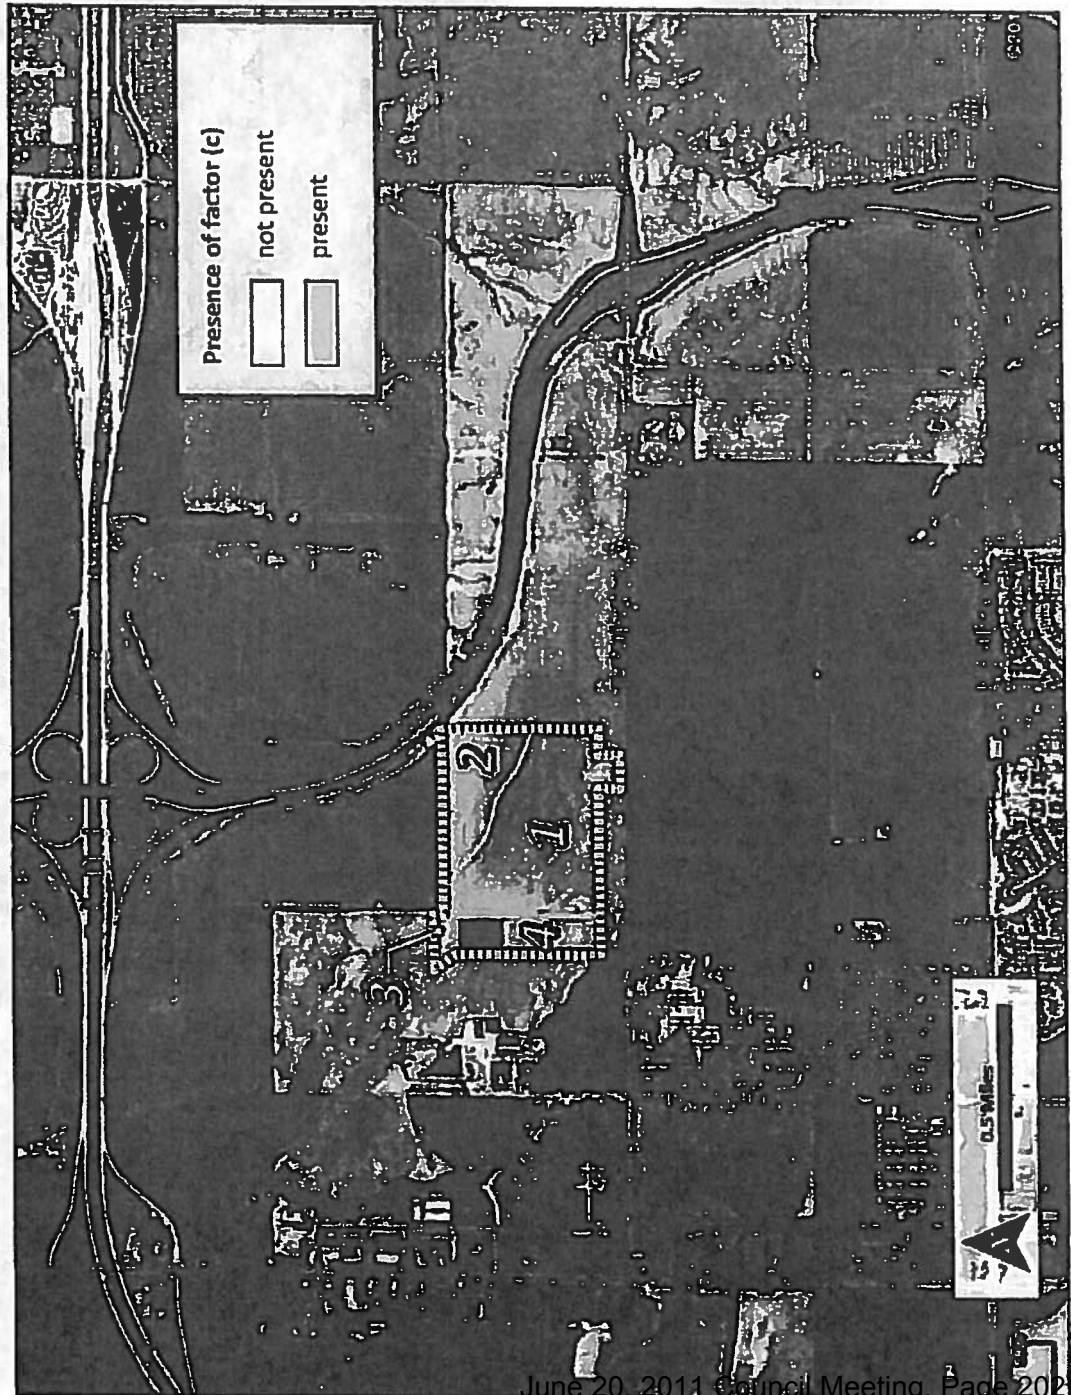 Presence of factor (c)
not present
present
2
1
3
4
0.5 Miles
June 20, 2011 Council Meeting Page 202